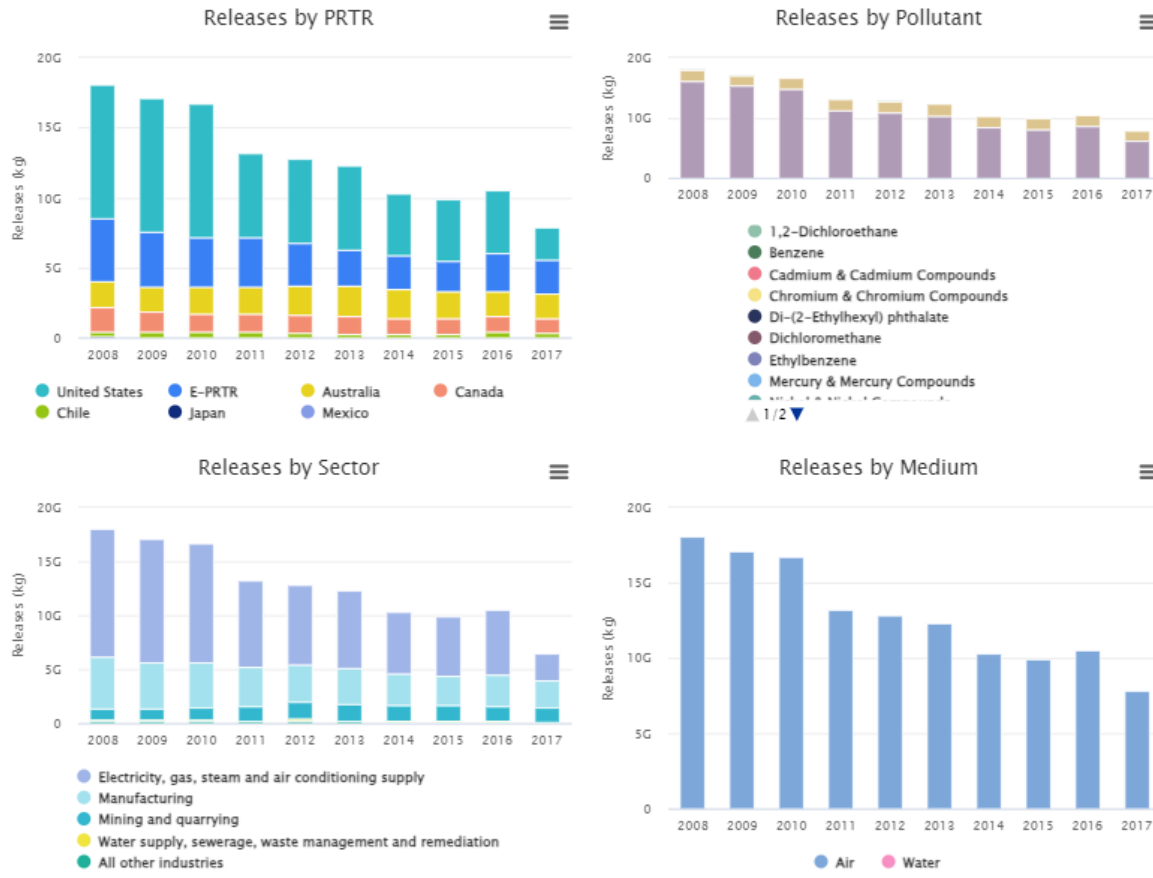 Releases by PRTR
Releases (kg)
20G
15G
10G
5G
0
2008 2009 2010 2011 2012 2013 2014 2015 2016 2017
United States E-PRTR Australia Canada
Chile Japan Mexico
Releases by Pollutant
Releases (kg)
20G
10G
0
2008 2009 2010 2011 2012 2013 2014 2015 2016 2017
1,2-Dichloroethane
Benzene
Cadmium & Cadmium Compounds
Chromium & Chromium Compounds
Di-(2-Ethylhexyl) phthalate
Dichloromethane
Ethylbenzene
Mercury & Mercury Compounds
1/2
Releases by Sector
Releases (kg)
20G
15G
10G
5G
0
2008 2009 2010 2011 2012 2013 2014 2015 2016 2017
Electricity, gas, steam and air conditioning supply
Manufacturing
Mining and quarrying
Water supply, sewerage, waste management and remediation
All other industries
Releases by Medium
Releases (kg)
20G
15G
10G
5G
0
2008 2009 2010 2011 2012 2013 2014 2015 2016 2017
Air Water